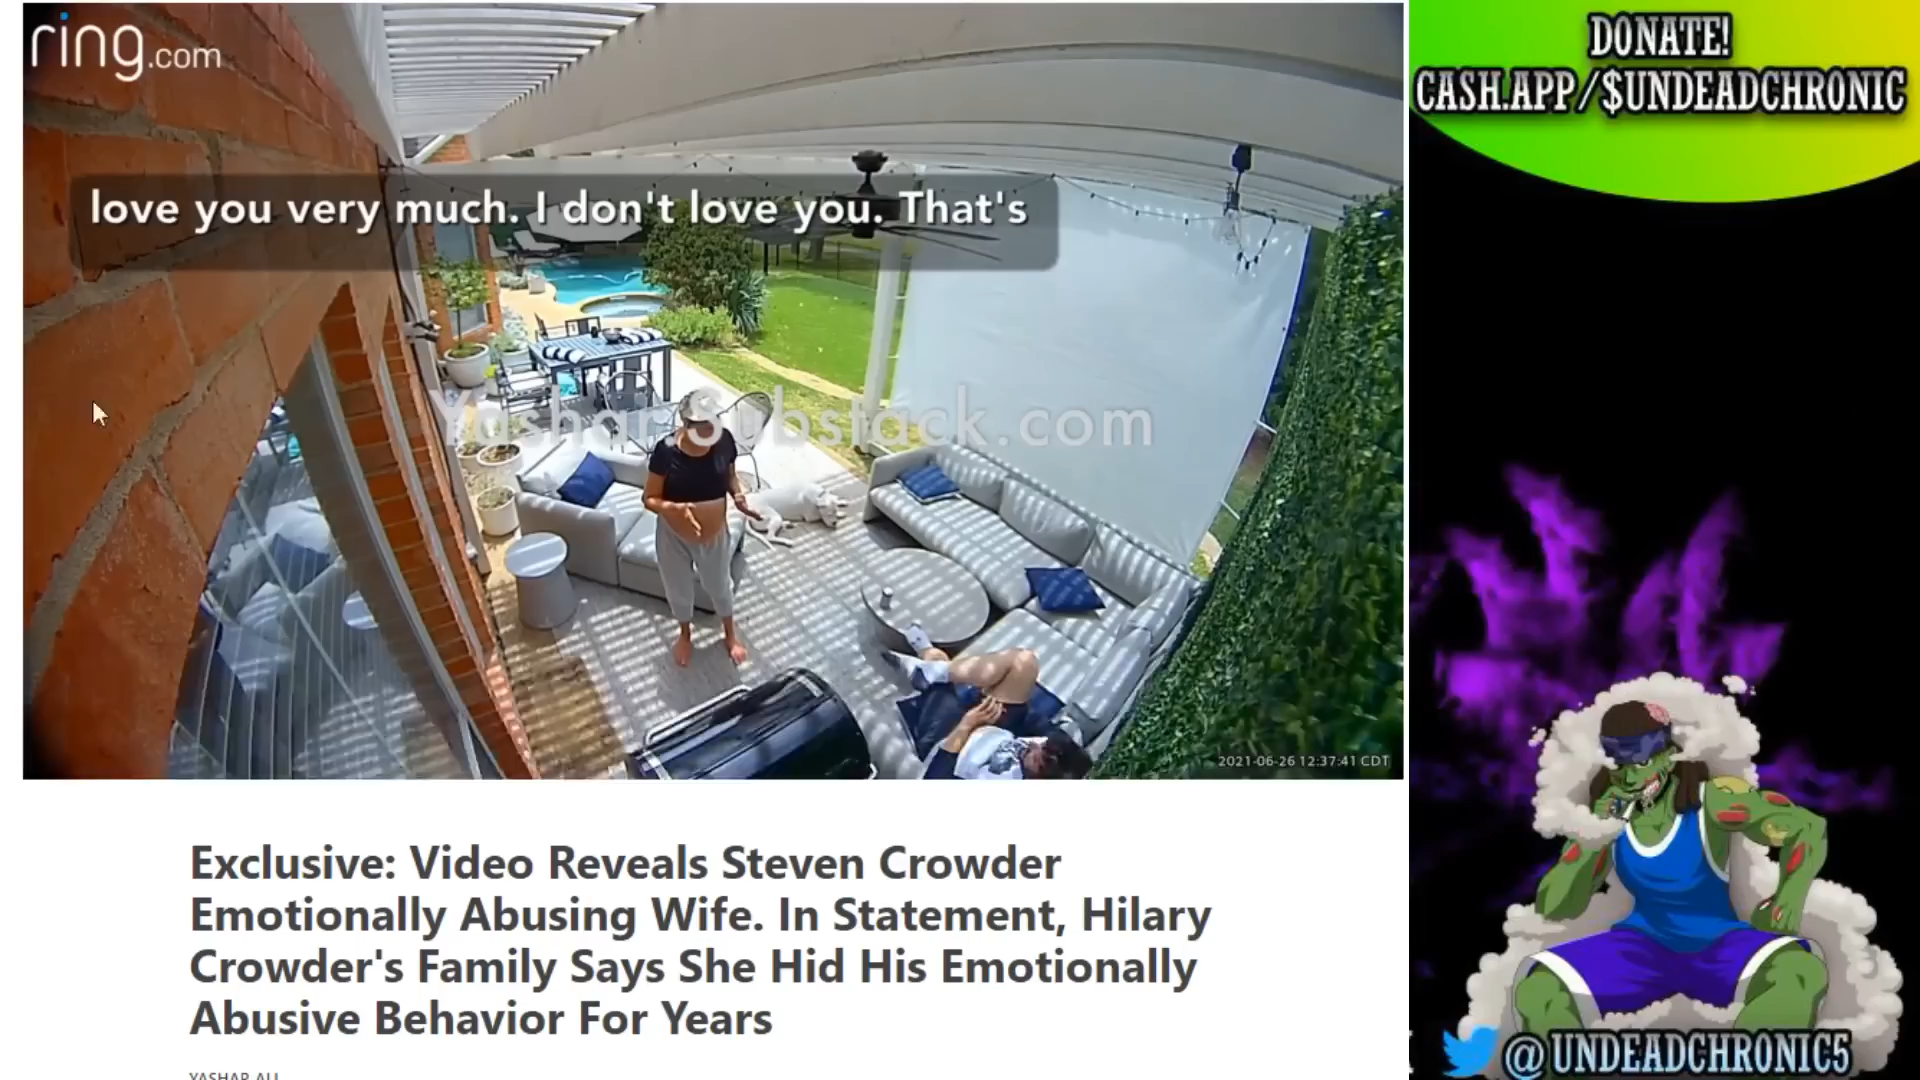 ring.com
love you very much. I don't love you. That's
Yashar.Substack.com
2021-06-26 12:37:41 CDT
Exclusive: Video Reveals Steven Crowder
Emotionally Abusing Wife. In Statement, Hilary
Crowder's Family Says She Hid His Emotionally
Abusive Behavior For Years
YASHAR ALI
DONATE!
CASH.APP/$UNDEADCHRONIC
@UNDEADCHRONIC5